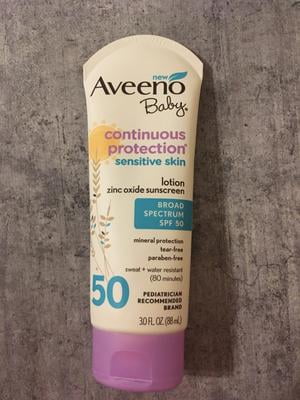 new
Aveeno
Baby®
continuous
protection®
sensitive skin
lotion
zinc oxide sunscreen
BROAD
SPECTRUM
SPF 50
mineral protection
tear-free
paraben-free
sweat + water resistant
(80 minutes)
50
PEDIATRICIAN
RECOMMENDED
BRAND
3.0 FL. OZ. (88 mL)